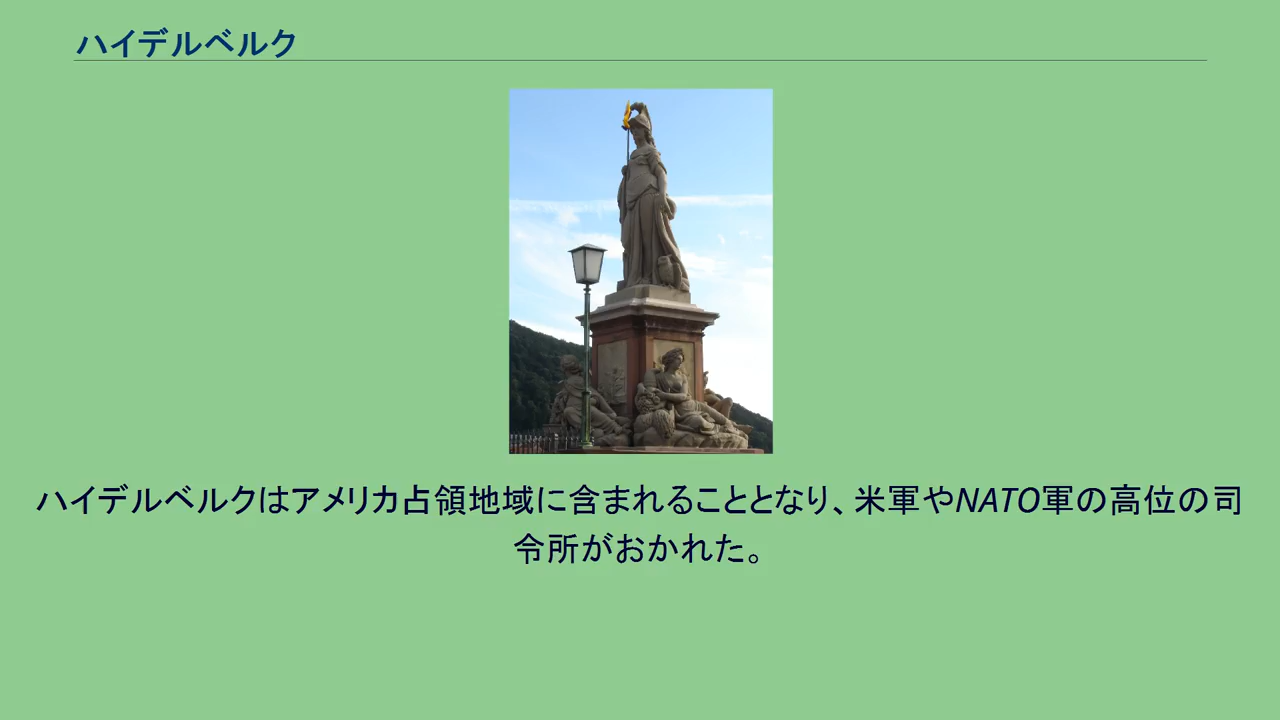 ハイデルベルク
ハイデルベルクはアメリカ占領地域に含まれることとなり、米軍やNATO軍の高位の司
令所がおかれた。